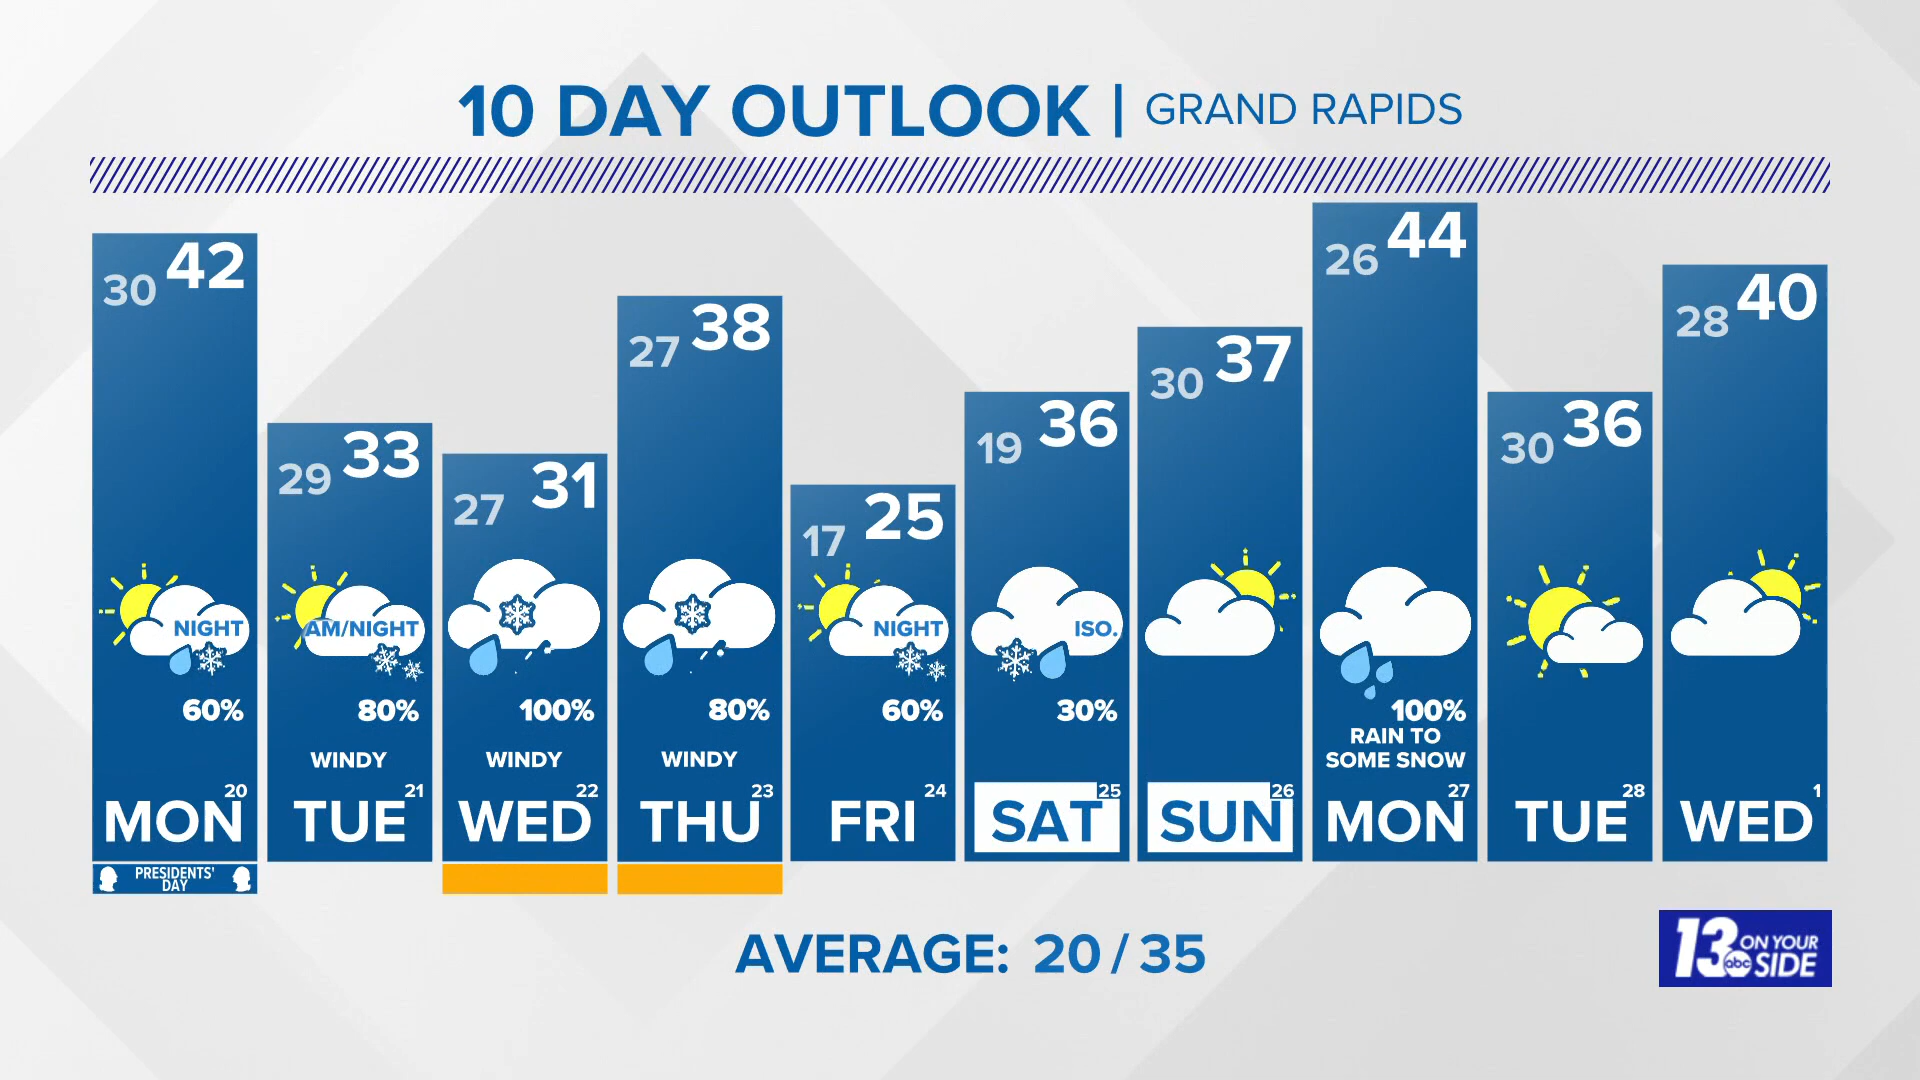 10 DAY OUTLOOK | GRAND RAPIDS
30 42
NIGHT
60%
20
MON
PRESIDENTS'
DAY
29 33
AM/NIGHT
80%
WINDY
21
TUE
27 31
100%
WINDY
22
WED
27 38
80%
WINDY
23
THU
17 25
NIGHT
60%
24
FRI
19 36
ISO.
30%
25
SAT
30 37
26
SUN
26 44
100%
RAIN TO
SOME SNOW
27
MON
30 36
28
TUE
28 40
1
WED
AVERAGE: 20 / 35
13 ON YOUR
abc SIDE